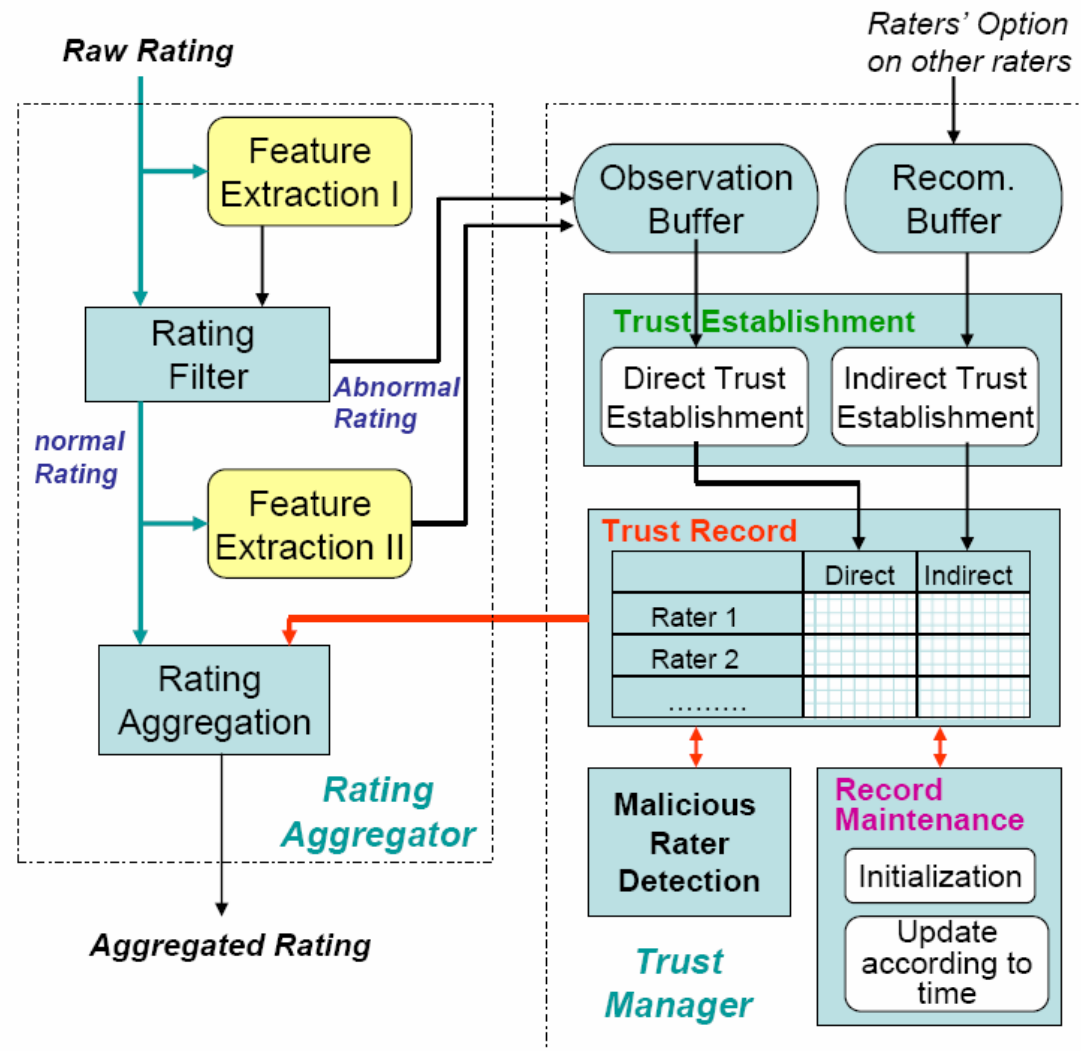 Raw Rating
Raters' Option
on other raters
Feature
Extraction I
Observation
Buffer
Recom.
Buffer
Rating
Filter
Abnormal
Rating
normal
Rating
Feature
Extraction II
Trust Establishment
Direct Trust
Establishment
Indirect Trust
Establishment
Trust Record
Direct
Indirect
Rater 1
Rater 2
.........
Rating
Aggregation
Rating
Aggregator
Aggregated Rating
Malicious
Rater
Detection
Record
Maintenance
Initialization
Update
according to
time
Trust
Manager